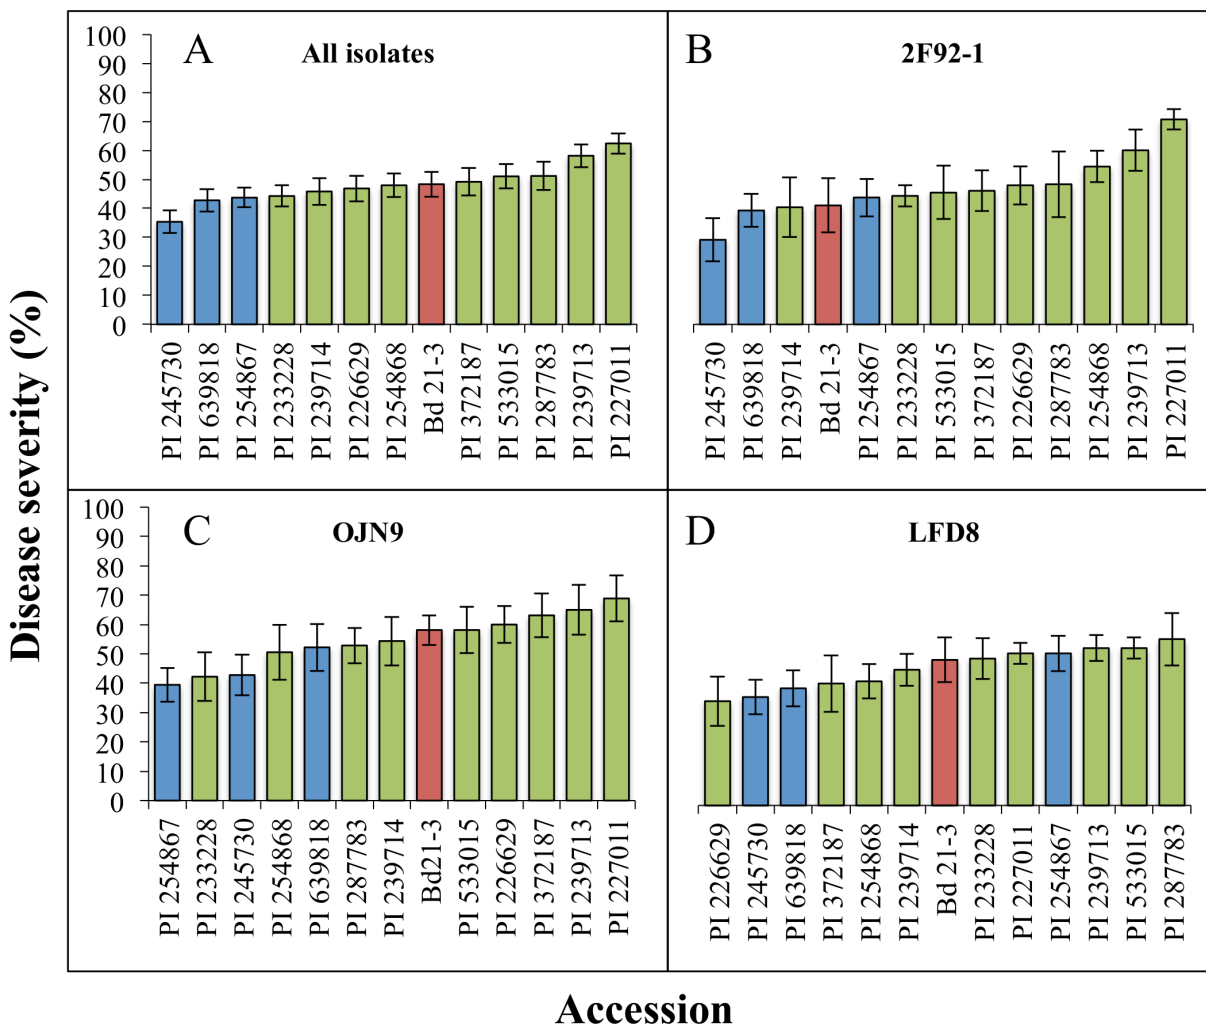 Disease severity (%)
A
All isolates
100
90
80
70
60
50
40
30
20
10
0
PI 245730
PI 639818
PI 254867
PI 233228
PI 239714
PI 226629
PI 254868
Bd 21-3
PI 372187
PI 533015
PI 287783
PI 239713
PI 227011
B
2F92-1
PI 245730
PI 639818
PI 239714
Bd 21-3
PI 254867
PI 233228
PI 533015
PI 372187
PI 226629
PI 287783
PI 254868
PI 239713
PI 227011
C
OJN9
100
90
80
70
60
50
40
30
20
10
0
PI 254867
PI 233228
PI 245730
PI 254868
PI 639818
PI 287783
PI 239714
Bd21-3
PI 533015
PI 226629
PI 372187
PI 239713
PI 227011
D
LFD8
PI 226629
PI 245730
PI 639818
PI 372187
PI 254868
PI 239714
Bd 21-3
PI 233228
PI 227011
PI 254867
PI 239713
PI 533015
PI 287783
Accession